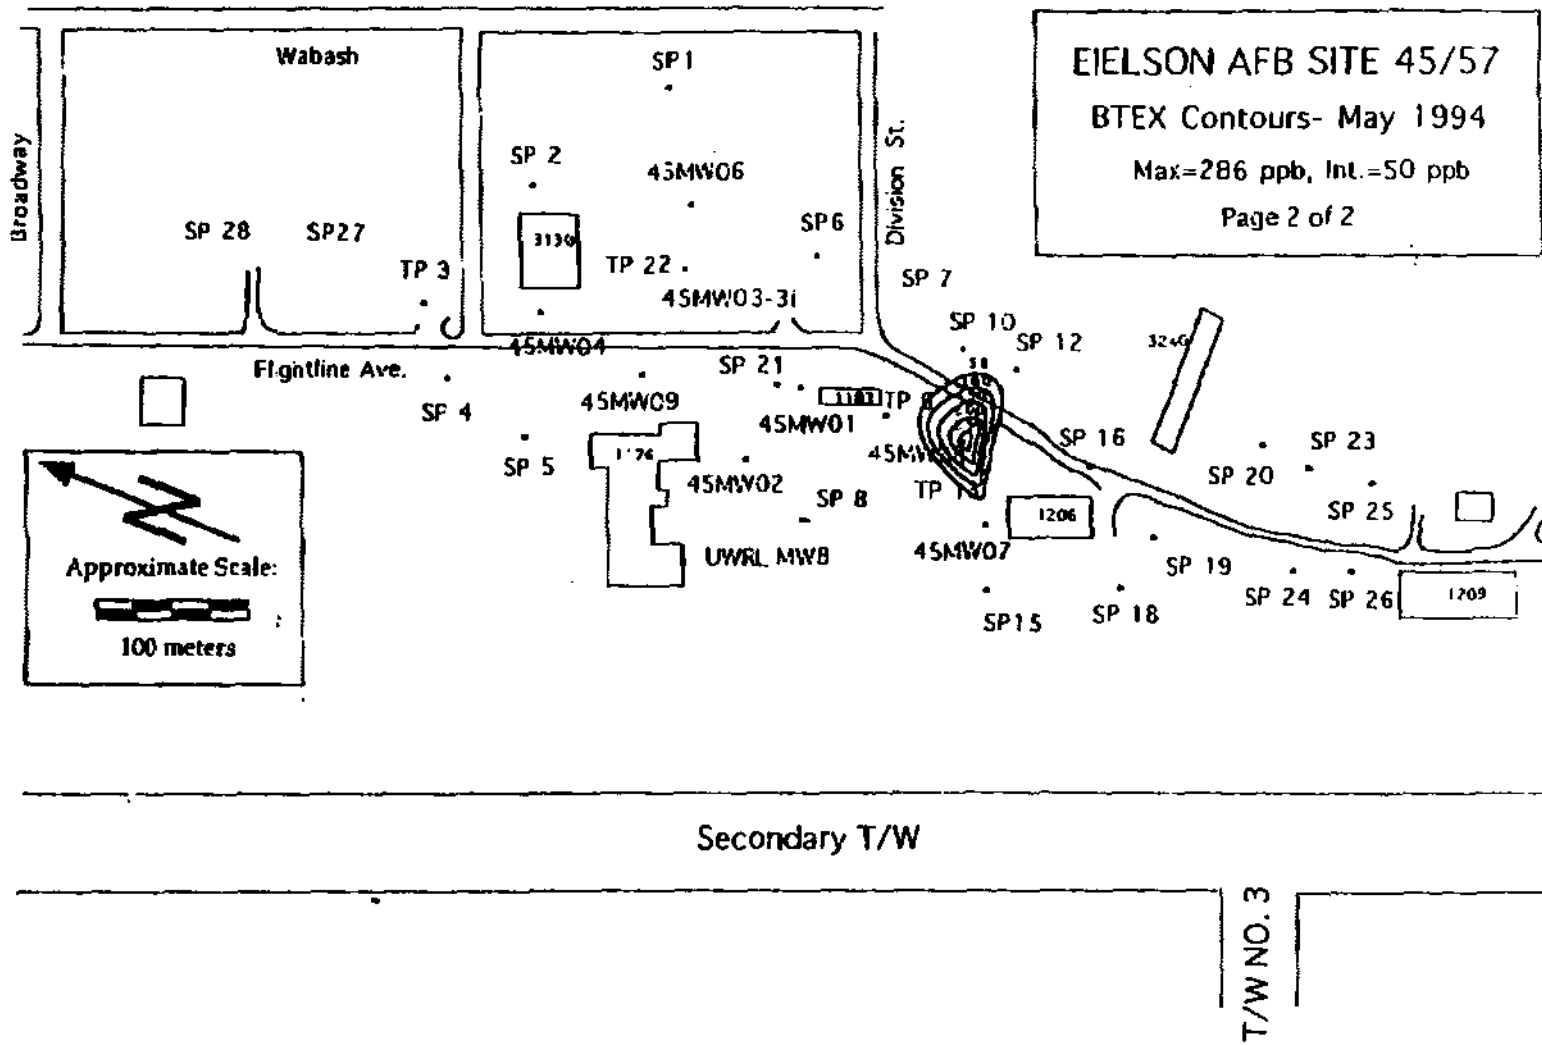 EIELSON AFB SITE 45/57
BTEX Contours- May 1994
Max=286 ppb, Int.=50 ppb
Page 2 of 2
Wabash
Broadway
Division St.
SP 1
SP 2
45MW06
SP 28
SP27
TP 3
3130
TP 22
SP6
45MW03-3i
SP 7
SP 10
SP 12
45MW04
Flightline Ave.
SP 21
SP 4
45MW09
45MW01
TP
50
SP 5
45MW02
45MW
SP 16
SP 20
SP 23
TP
SP 8
1206
SP 25
UWRL MW8
45MW07
SP 19
SP 24
SP 26
1209
SP15
SP 18
Approximate Scale:
100 meters
Secondary T/W
T/W NO. 3